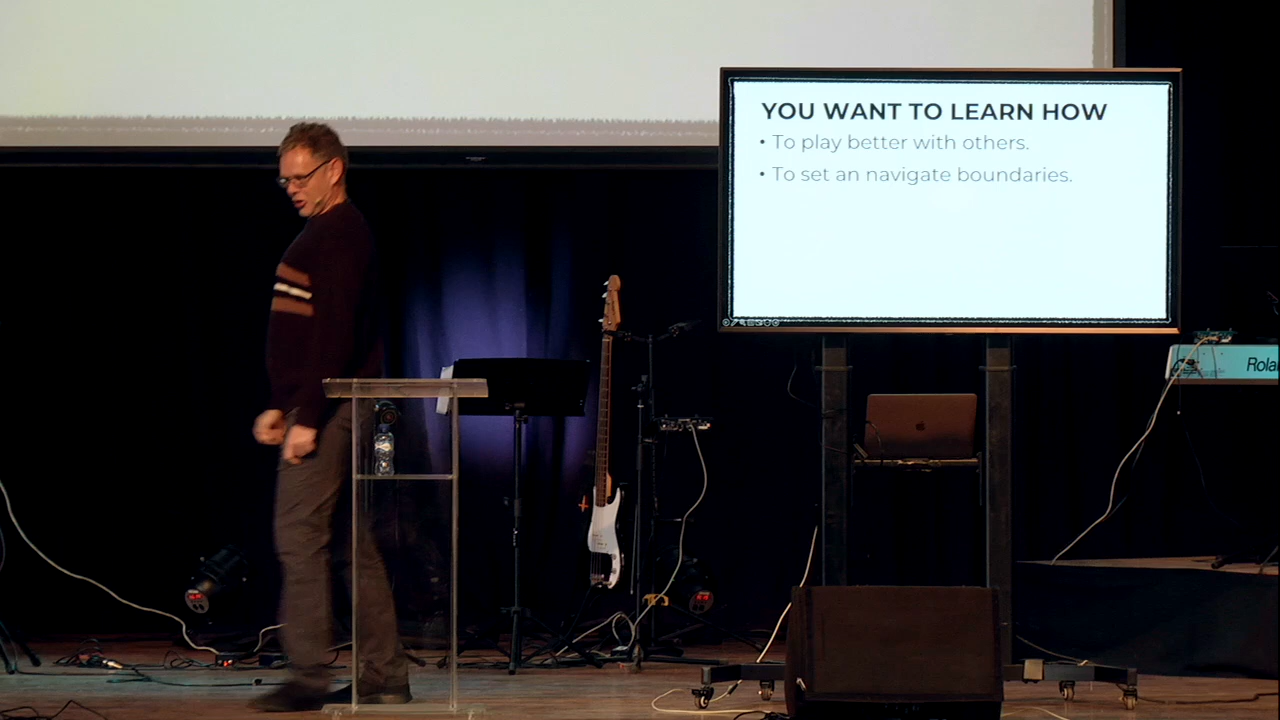 YOU WANT TO LEARN HOW
• To play better with others.
• To set an navigate boundaries.
Rola